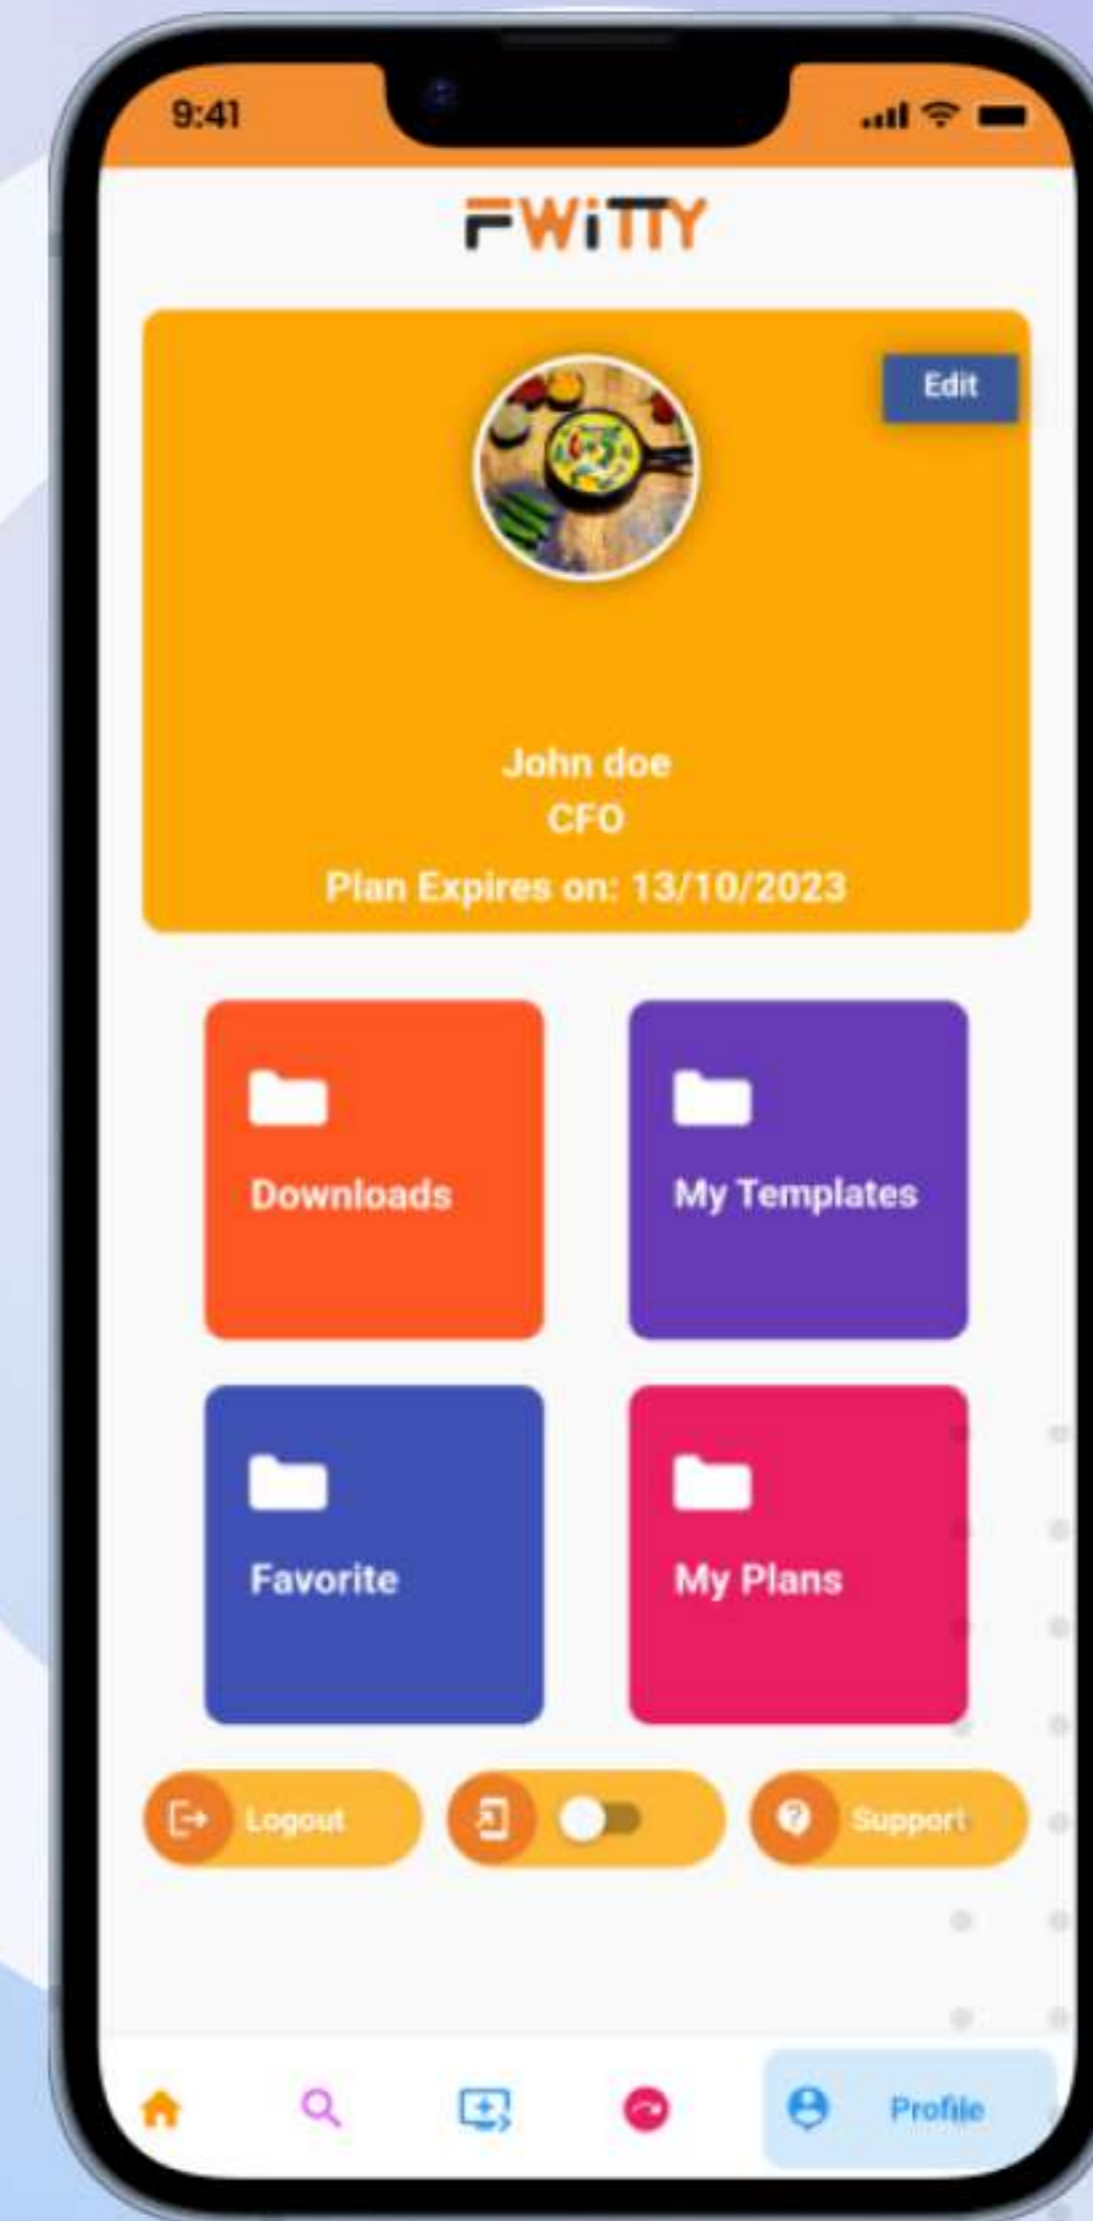 9:41
FWiTTY
Edit
John doe
CFO
Plan Expires on: 13/10/2023
Downloads
My Templates
Favorite
My Plans
Logout
Support
Profile